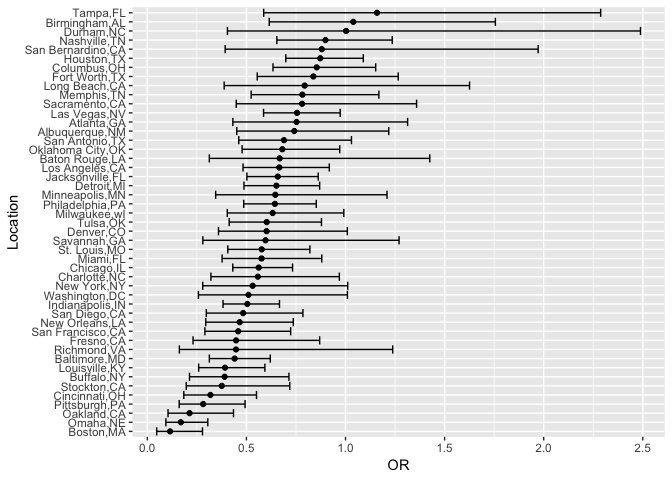 Tampa,FL
Birmingham,AL
Durham,NC
Nashville,TN
San Bernardino,CA
Houston,TX
Columbus,OH
Fort Worth,TX
Long Beach,CA
Memphis,TN
Sacramento,CA
Las Vegas,NV
Atlanta,GA
Albuquerque,NM
San Antonio,TX
Oklahoma City,OK
Baton Rouge,LA
Los Angeles,CA
Jacksonville,FL
Detroit,MI
Minneapolis,MN
Philadelphia,PA
Milwaukee,wI
Tulsa,OK
Denver,CO
Savannah,GA
St. Louis,MO
Miami,FL
Chicago,IL
Charlotte,NC
New York,NY
Washington,DC
Indianapolis,IN
San Diego,CA
New Orleans,LA
San Francisco,CA
Fresno,CA
Richmond,VA
Baltimore,MD
Louisville,KY
Buffalo,NY
Stockton,CA
Cincinnati,OH
Pittsburgh,PA
Oakland,CA
Omaha,NE
Boston,MA
Location
0.0 0.5 1.0 1.5 2.0 2.5
OR